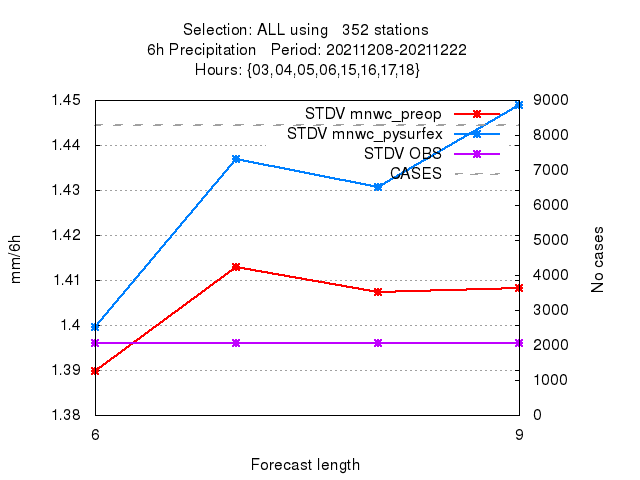 Selection: ALL using   352 stations
6h Precipitation   Period: 20211208-20211222
Hours: {03,04,05,06,15,16,17,18}
1.45
1.44
1.43
1.42
1.41
1.4
1.39
1.38
mm/6h
STDV mnwc_preop
STDV mnwc_pysurfex
STDV OBS
CASES
9000
8000
7000
6000
5000
4000
3000
2000
1000
0
No cases
6
9
Forecast length